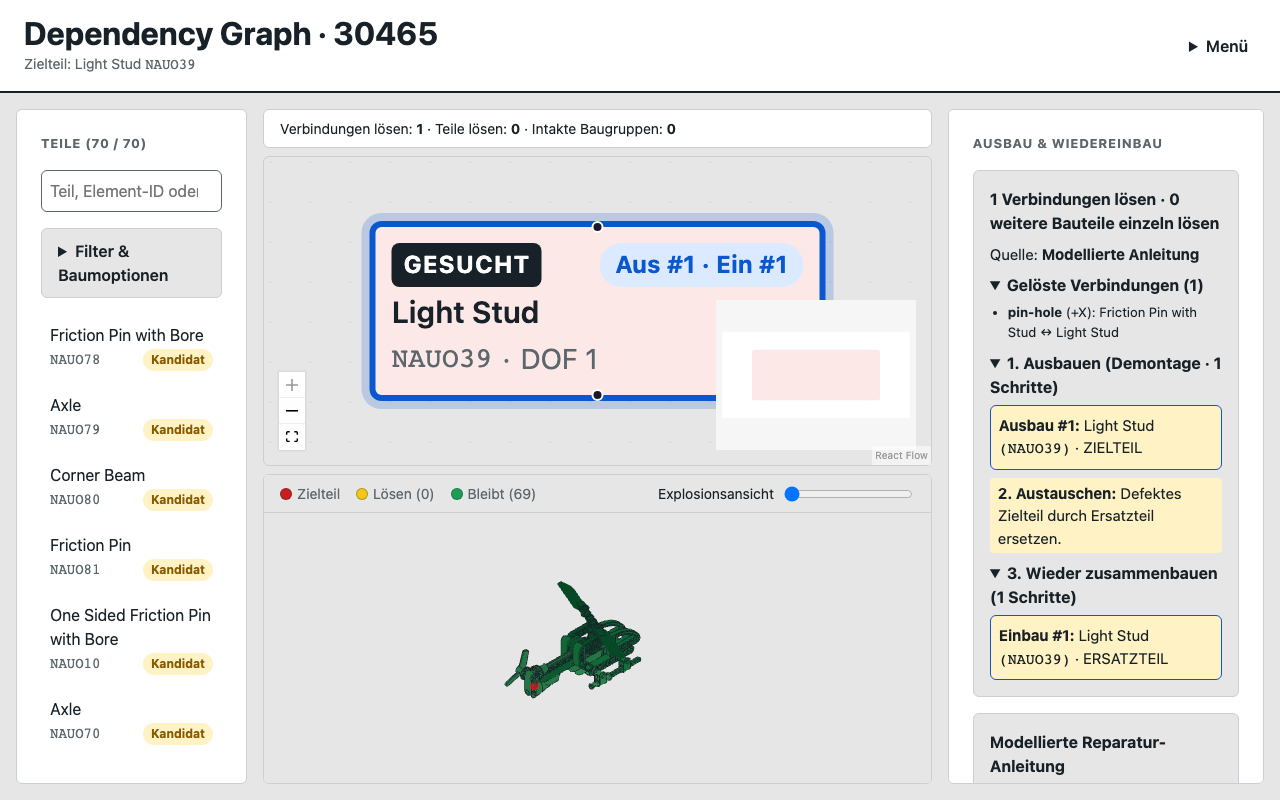 Dependency Graph · 30465
Zielteil: Light Stud NAUO39
▶ Menü
TEILE (70 / 70)
Teil, Element-ID oder
▶ Filter &
Baumoptionen
Friction Pin with Bore
NAUO78 Kandidat
Axle
NAUO79 Kandidat
Corner Beam
NAUO80 Kandidat
Friction Pin
NAUO81 Kandidat
One Sided Friction Pin
with Bore
NAUO10 Kandidat
Axle
NAUO70 Kandidat
Verbindungen lösen: 1 · Teile lösen: 0 · Intakte Baugruppen: 0
GESUCHT Aus #1 · Ein #1
Light Stud
NAUO39 · DOF 1
React Flow
Zielteil Lösen (0) Bleibt (69) Explosionsansicht
AUSBAU & WIEDEREINBAU
1 Verbindungen lösen · 0
weitere Bauteile einzeln lösen
Quelle: Modellierte Anleitung
▼ Gelöste Verbindungen (1)
• pin-hole (+X): Friction Pin with
Stud ↔ Light Stud
▼ 1. Ausbauen (Demontage · 1
Schritte)
Ausbau #1: Light Stud
(NAUO39) · ZIELTEIL
2. Austauschen: Defektes
Zielteil durch Ersatzteil
ersetzen.
▼ 3. Wieder zusammenbauen
(1 Schritte)
Einbau #1: Light Stud
(NAUO39) · ERSATZTEIL
Modellierte Reparatur-
Anleitung